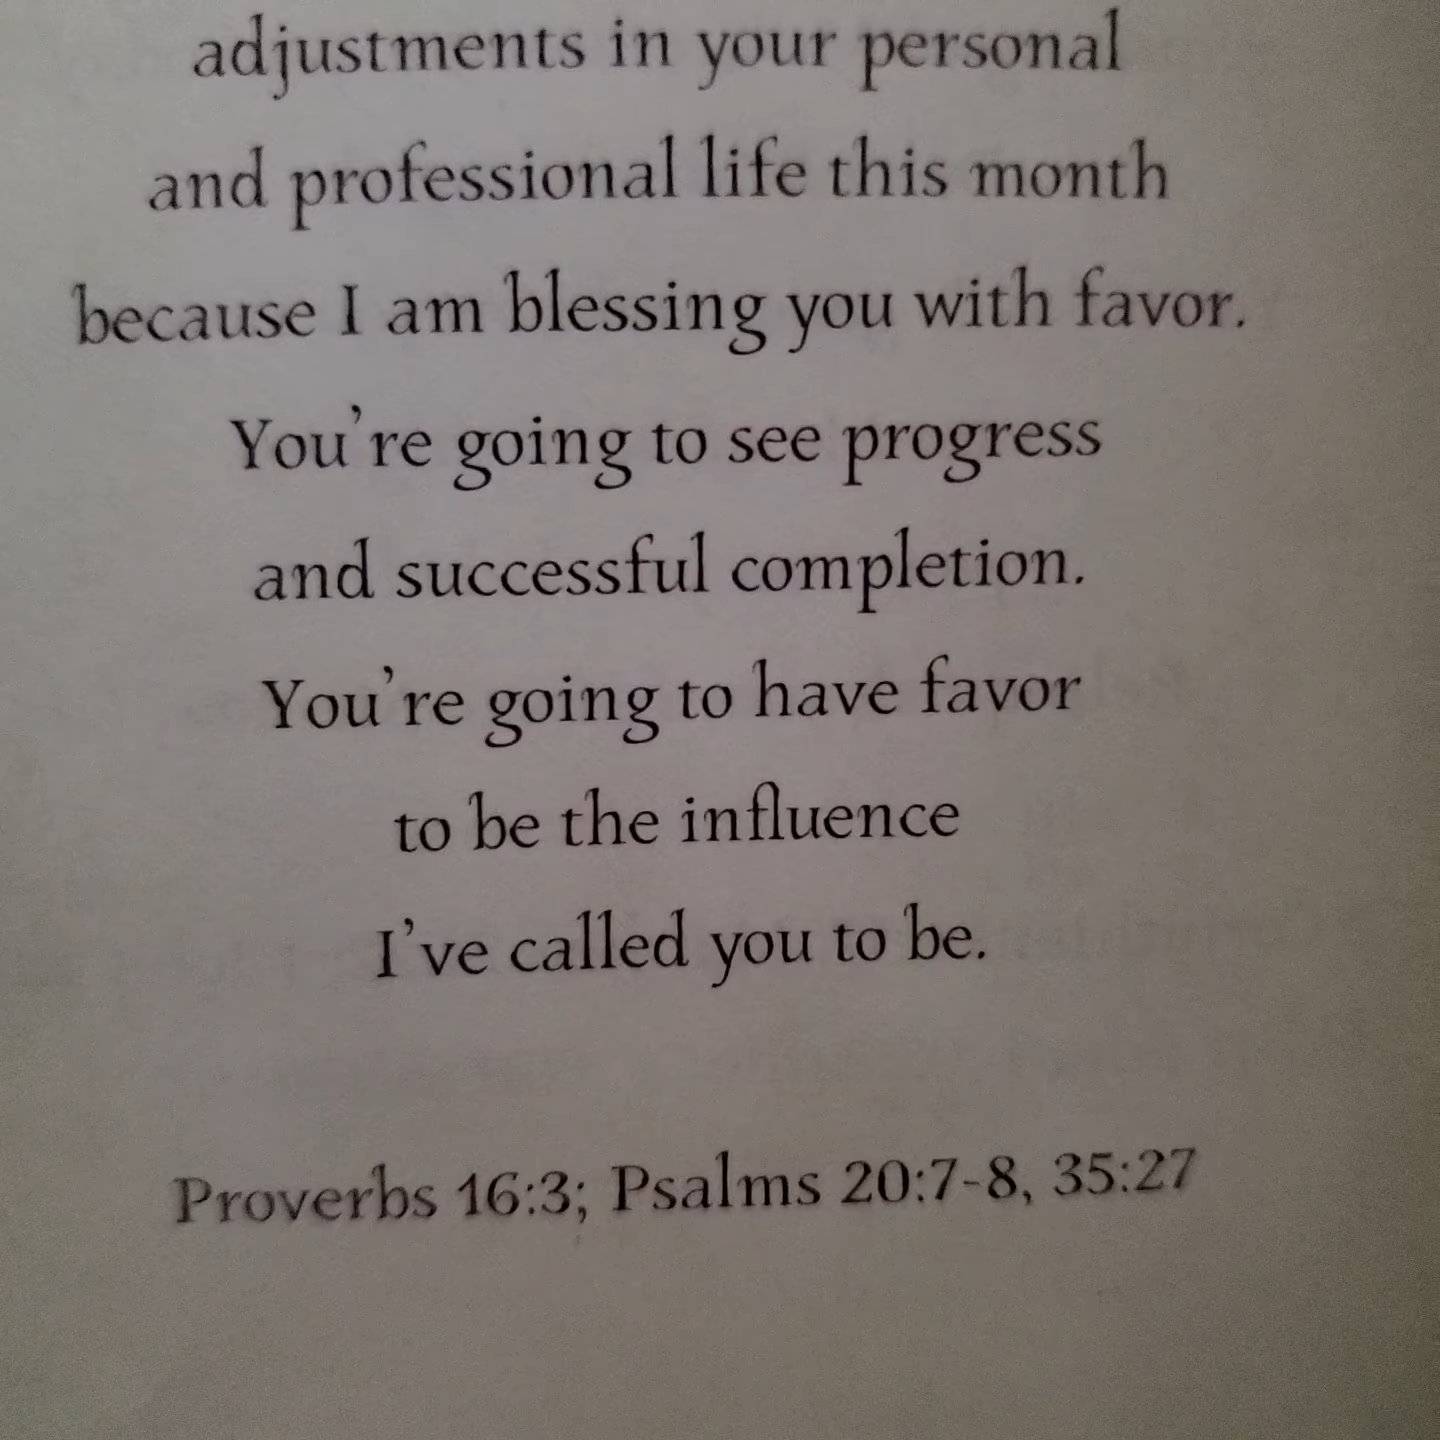 adjustments in your personal
and professional life this month
because I am blessing you with favor.
You're going to see progress
and successful completion.
You're going to have favor
to be the influence
I've called you to be.
Proverbs 16:3; Psalms 20:7-8, 35:27